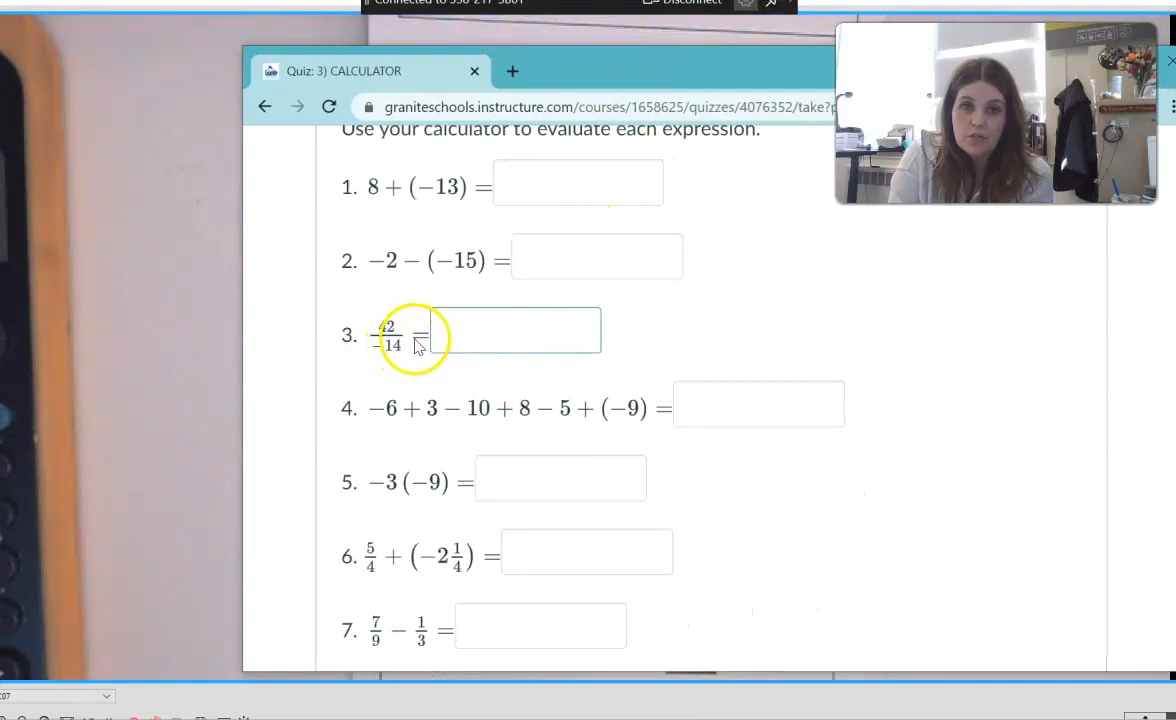 Disconnect
Quiz: 3) CALCULATOR
graniteschools.instructure.com/courses/1658625/quizzes/4076352/take?
Use your calculator to evaluate each expression.
1. 8 + (−13) =
2. −2 − (−15) =
3. 42/−14 =
4. −6 + 3 − 10 + 8 − 5 + (−9) =
5. −3 (−9) =
6. 5/4 + (−2 1/4) =
7. 7/9 − 1/3 =